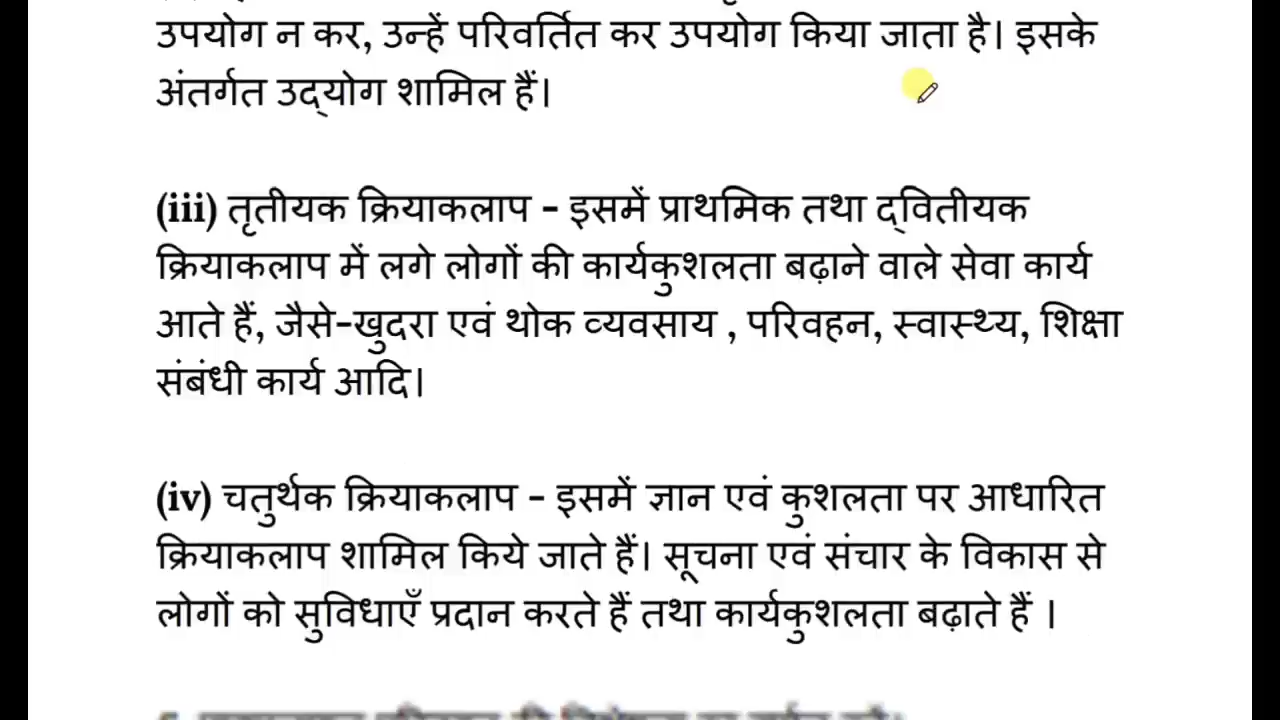 उपयोग न कर, उन्हें परिवर्तित कर उपयोग किया जाता है। इसके
अंतर्गत उद्योग शामिल हैं।
(iii) तृतीयक क्रियाकलाप - इसमें प्राथमिक तथा द्वितीयक
क्रियाकलाप में लगे लोगों की कार्यकुशलता बढ़ाने वाले सेवा कार्य
आते हैं, जैसे-खुदरा एवं थोक व्यवसाय , परिवहन, स्वास्थ्य, शिक्षा
संबंधी कार्य आदि।
(iv) चतुर्थक क्रियाकलाप - इसमें ज्ञान एवं कुशलता पर आधारित
क्रियाकलाप शामिल किये जाते हैं। सूचना एवं संचार के विकास से
लोगों को सुविधाएँ प्रदान करते हैं तथा कार्यकुशलता बढ़ाते हैं ।